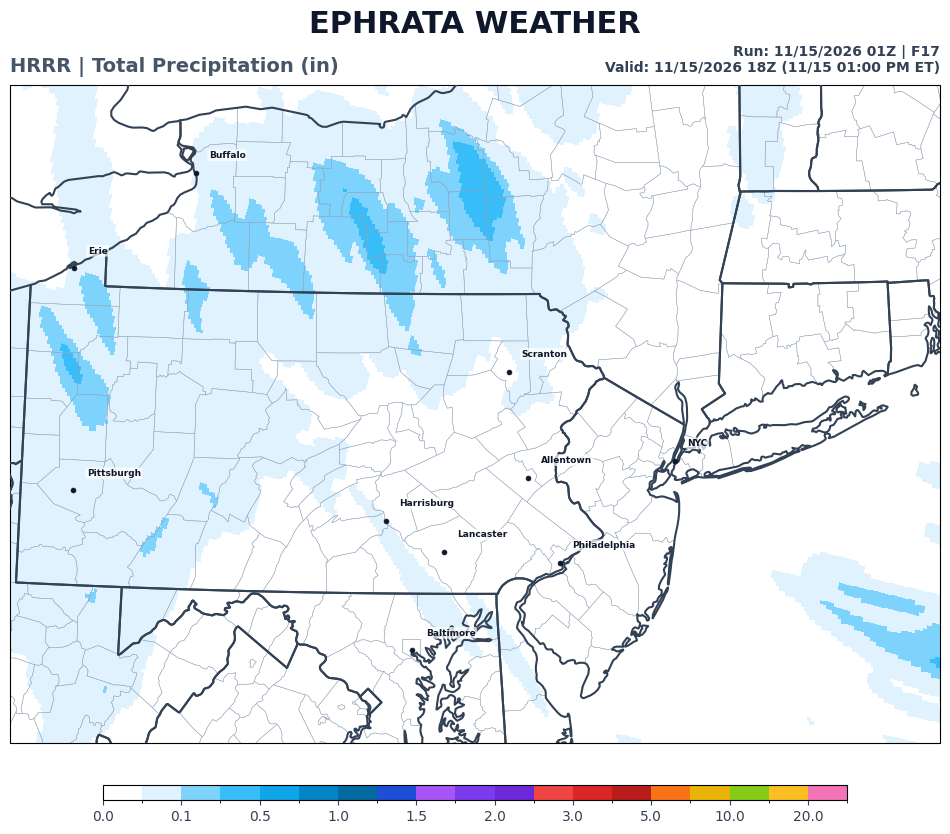 EPHRATA WEATHER
HRRR | Total Precipitation (in)
Run: 11/15/2026 01Z | F17
Valid: 11/15/2026 18Z (11/15 01:00 PM ET)
Buffalo
Erie
Scranton
NYC
Allentown
Pittsburgh
Harrisburg
Lancaster
Philadelphia
Baltimore
0.0 0.1 0.5 1.0 1.5 2.0 3.0 5.0 10.0 20.0